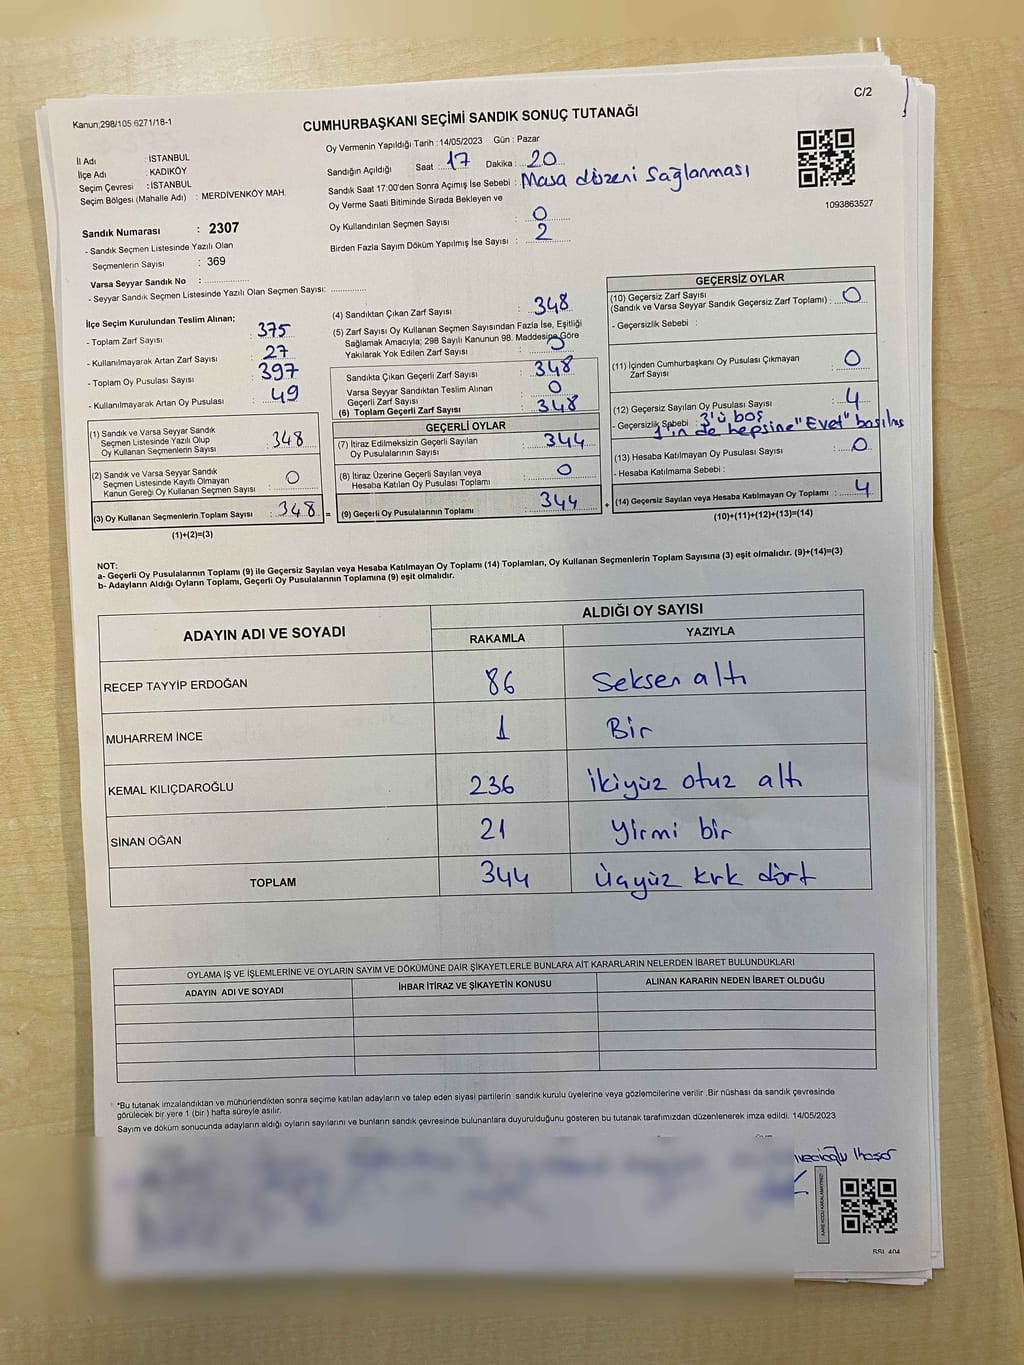 C/2
Kanun;298/105 6271/18-1
CUMHURBAŞKANI SEÇİMİ SANDIK SONUÇ TUTANAĞI
İl Adı : İSTANBUL
İlçe Adı : KADIKÖY
Seçim Çevresi : İSTANBUL
Seçim Bölgesi (Mahalle Adı) : MERDİVENKÖY MAH.
Oy Vermenin Yapıldığı Tarih : 14/05/2023 Gün : Pazar
Sandığın Açıldığı Saat : 17 Dakika : 20
Sandık Saat 17:00'den Sonra Açımış İse Sebebi : Masa düzeni sağlanması
Oy Verme Saati Bitiminde Sırada Bekleyen ve
Oy Kullandırılan Seçmen Sayısı : 0
Birden Fazla Sayım Döküm Yapılmış İse Sayısı : 2
1093863527
Sandık Numarası : 2307
- Sandık Seçmen Listesinde Yazılı Olan
Seçmenlerin Sayısı : 369
Varsa Seyyar Sandık No :
- Seyyar Sandık Seçmen Listesinde Yazılı Olan Seçmen Sayısı:
İlçe Seçim Kurulundan Teslim Alınan;
- Toplam Zarf Sayısı : 375
- Kullanılmayarak Artan Zarf Sayısı : 27
- Toplam Oy Pusulası Sayısı : 397
- Kullanılmayarak Artan Oy Pusulası : 49
(1) Sandık ve Varsa Seyyar Sandık
Seçmen Listesinde Yazılı Olup
Oy Kullanan Seçmenlerin Sayısı : 348
(2) Sandık ve Varsa Seyyar Sandık
Seçmen Listesinde Kayıtlı Olmayan
Kanun Gereği Oy Kullanan Seçmen Sayısı : 0
(3) Oy Kullanan Seçmenlerin Toplam Sayısı : 348 =
(1)+(2)=(3)
(4) Sandıktan Çıkan Zarf Sayısı : 348
(5) Zarf Sayısı Oy Kullanan Seçmen Sayısından Fazla İse, Eşitliği
Sağlamak Amacıyla; 298 Sayılı Kanunun 98. Maddesine Göre
Yakılarak Yok Edilen Zarf Sayısı : 0
Sandıkta Çıkan Geçerli Zarf Sayısı : 348
Varsa Seyyar Sandıktan Teslim Alınan
Geçerli Zarf Sayısı : 0
(6) Toplam Geçerli Zarf Sayısı : 348
GEÇERLİ OYLAR
(7) İtiraz Edilmeksizin Geçerli Sayılan
Oy Pusulalarının Sayısı : 344
(8) İtiraz Üzerine Geçerli Sayılan veya
Hesaba Katılan Oy Pusulası Toplamı : 0
(9) Geçerli Oy Pusulalarının Toplamı : 344 +
GEÇERSİZ OYLAR
(10) Geçersiz Zarf Sayısı
(Sandık ve Varsa Seyyar Sandık Geçersiz Zarf Toplamı) : 0
- Geçersizlik Sebebi :
(11) İçinden Cumhurbaşkanı Oy Pusulası Çıkmayan
Zarf Sayısı : 0
(12) Geçersiz Sayılan Oy Pusulası Sayısı : 4
- Geçersizlik Sebebi : 3'ü boş
1'in de hepsine "Evet" basılmış
(13) Hesaba Katılmayan Oy Pusulası Sayısı : 0
- Hesaba Katılmama Sebebi :
(14) Geçersiz Sayılan veya Hesaba Katılmayan Oy Toplamı : 4
(10)+(11)+(12)+(13)=(14)
NOT:
a- Geçerli Oy Pusulalarının Toplamı (9) ile Geçersiz Sayılan veya Hesaba Katılmayan Oy Toplamı (14) Toplamları, Oy Kullanan Seçmenlerin Toplam Sayısına (3) eşit olmalıdır. (9)+(14)=(3)
b- Adayların Aldığı Oyların Toplamı, Geçerli Oy Pusulalarının Toplamına (9) eşit olmalıdır.
ADAYIN ADI VE SOYADI ALDIĞI OY SAYISI
RAKAMLA YAZIYLA
RECEP TAYYİP ERDOĞAN 86 Seksen altı
MUHARREM İNCE 1 Bir
KEMAL KILIÇDAROĞLU 236 İkiyüz otuz altı
SİNAN OĞAN 21 Yirmi bir
TOPLAM 344 Üçyüz kırk dört
OYLAMA İŞ VE İŞLEMLERİNE VE OYLARIN SAYIM VE DÖKÜMÜNE DAİR ŞİKAYETLERLE BUNLARA AİT KARARLARIN NELERDEN İBARET BULUNDUKLARI
ADAYIN ADI VE SOYADI İHBAR İTİRAZ VE ŞİKAYETİN KONUSU ALINAN KARARIN NEDEN İBARET OLDUĞU
*Bu tutanak imzalandıktan ve mühürlendikten sonra seçime katılan adayların ve talep eden siyasi partilerin sandık kurulu üyelerine veya gözlemcilerine verilir .Bir nüshası da sandık çevresinde
görülecek bir yere 1 (bir ) hafta süreyle asılır.
Sayım ve döküm sonucunda adayların aldığı oyların sayılarını ve bunların sandık çevresinde bulunanlara duyurulduğunu gösteren bu tutanak tarafımızdan düzenlenerek imza edildi. 14/05/2023